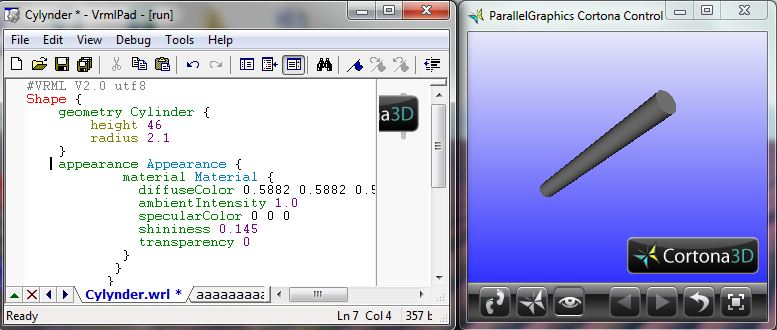 Cylynder * - VrmlPad - [run]
File Edit View Debug Tools Help
#VRML V2.0 utf8
Shape {
geometry Cylinder {
height 46
radius 2.1
}
appearance Appearance {
material Material {
diffuseColor 0.5882 0.5882 0.5
ambientIntensity 1.0
specularColor 0 0 0
shininess 0.145
transparency 0
}
}
}
a3D
Cylynder.wrl * aaaaaaaaa
Ready Ln 7 Col 4 357 b
ParallelGraphics Cortona Control
Cortona3D